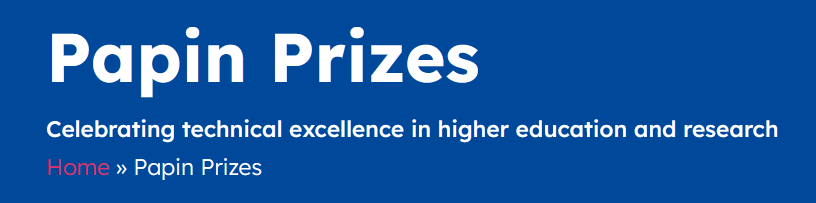 Papin Prizes
Celebrating technical excellence in higher education and research
Home » Papin Prizes